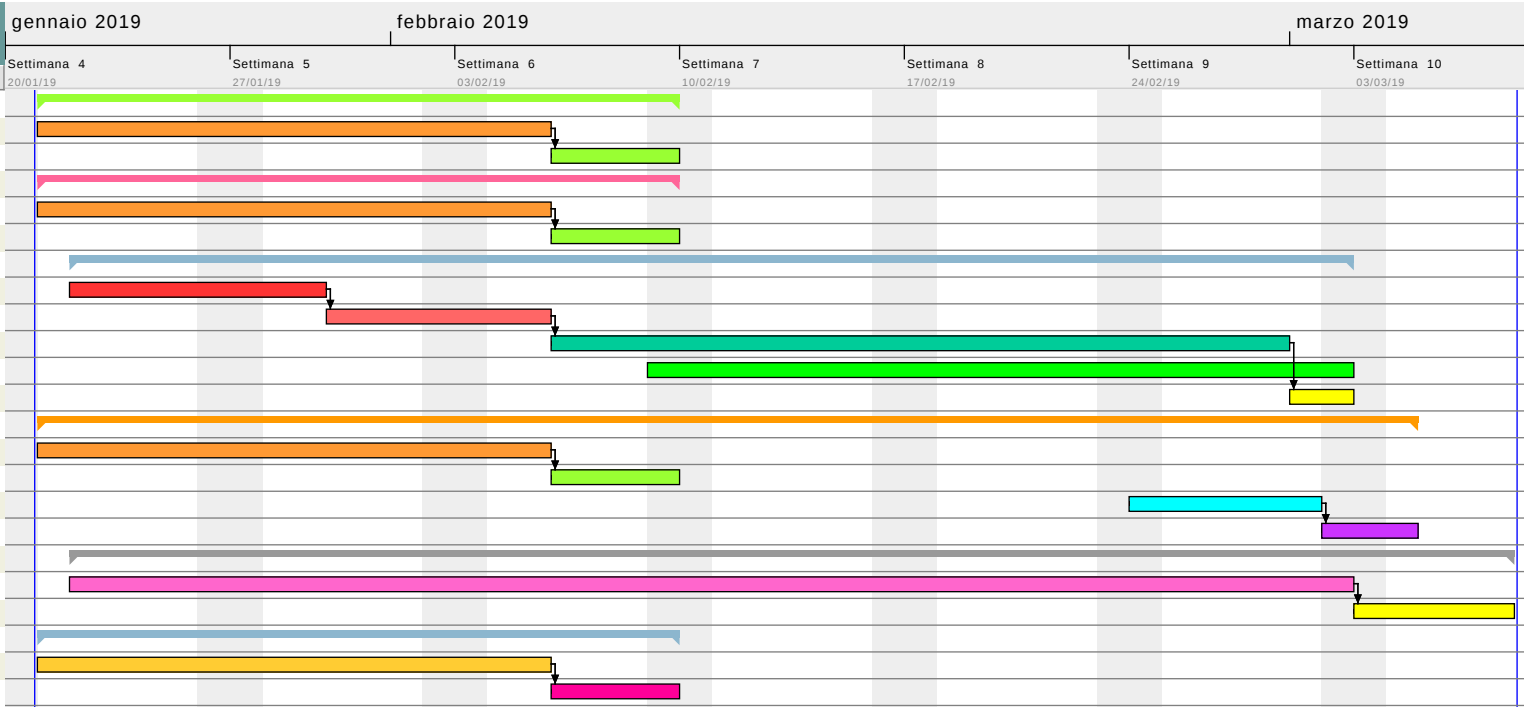 gennaio 2019 febbraio 2019 marzo 2019
Settimana 4 Settimana 5 Settimana 6 Settimana 7 Settimana 8 Settimana 9 Settimana 10
20/01/19 27/01/19 03/02/19 10/02/19 17/02/19 24/02/19 03/03/19